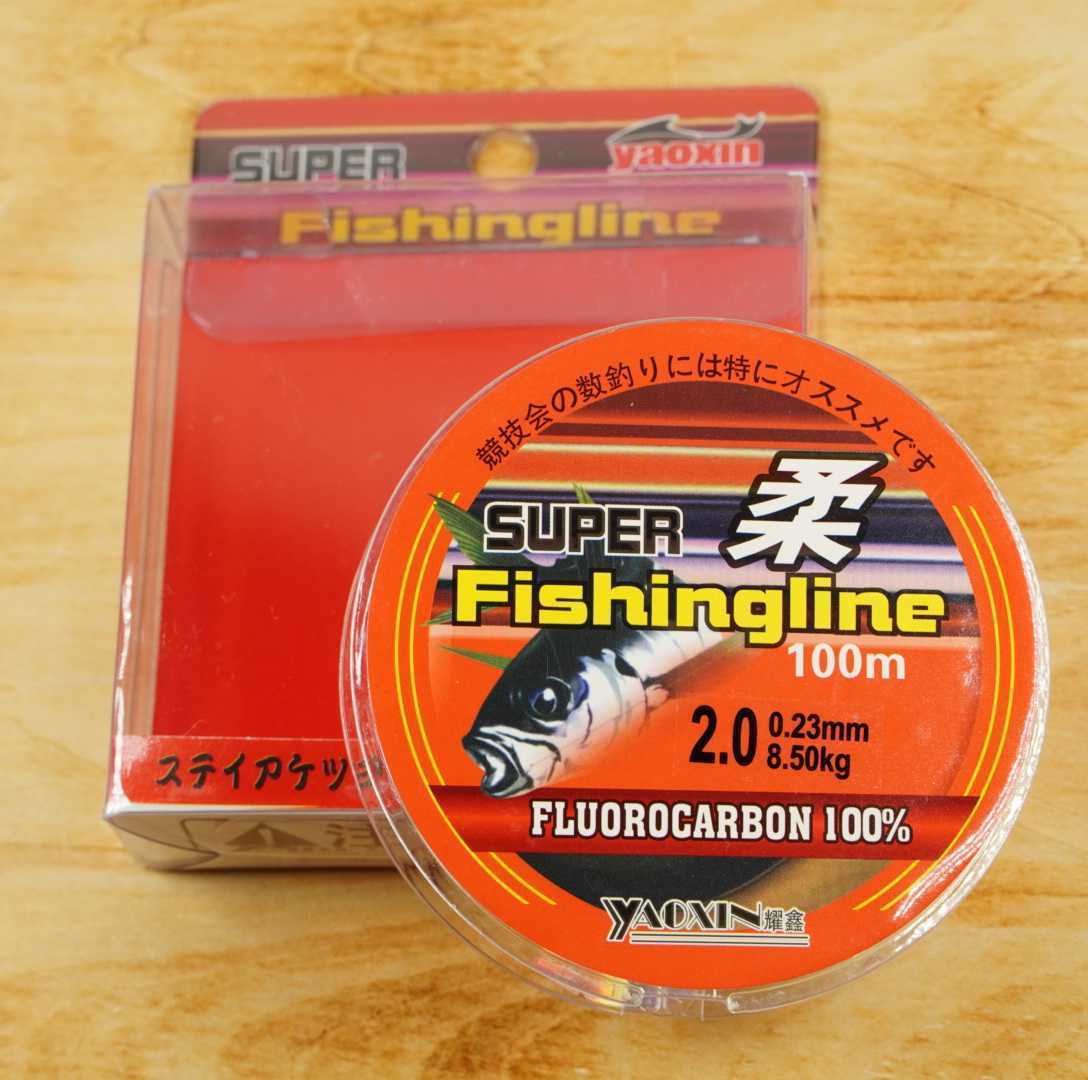 SUPER
yaoxin
Fishingline
競技会の数釣りには特にオススメです
SUPER 柔
Fishingline
100m
2.0 0.23mm
8.50kg
FLUOROCARBON 100%
YAOXIN 耀鑫
ステイアケッ
注